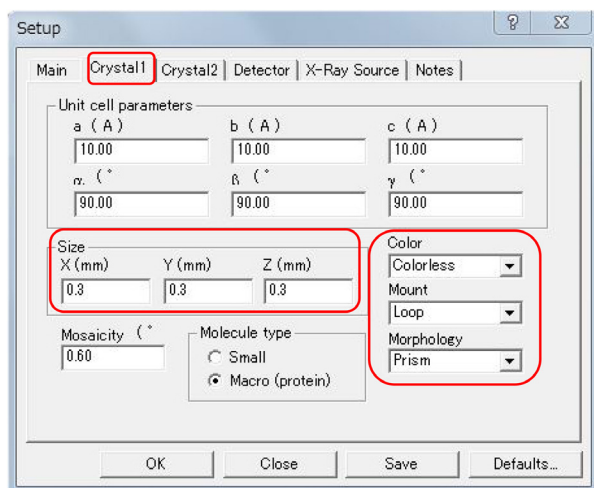 Setup
Main Crystal1 Crystal2 Detector X-Ray Source Notes
Unit cell parameters
a (A) b (A) c (A)
10.00 10.00 10.00
α. (° β (° γ (°
90.00 90.00 90.00
Size
X (mm) Y (mm) Z (mm)
0.3 0.3 0.3
Color
Colorless
Mount
Loop
Morphology
Prism
Mosaicity (°
0.60
Molecule type
Small
Macro (protein)
OK Close Save Defaults...